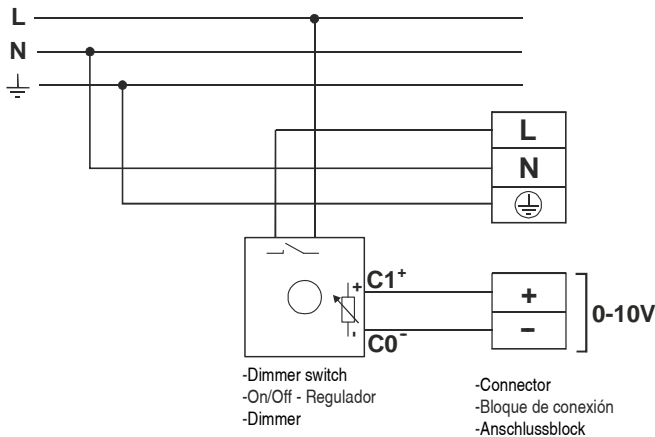 L
N
L
N
C1+
+
-
C0-
+
−
0-10V
-Dimmer switch
-On/Off - Regulador
-Dimmer
-Connector
-Bloque de conexión
-Anschlussblock